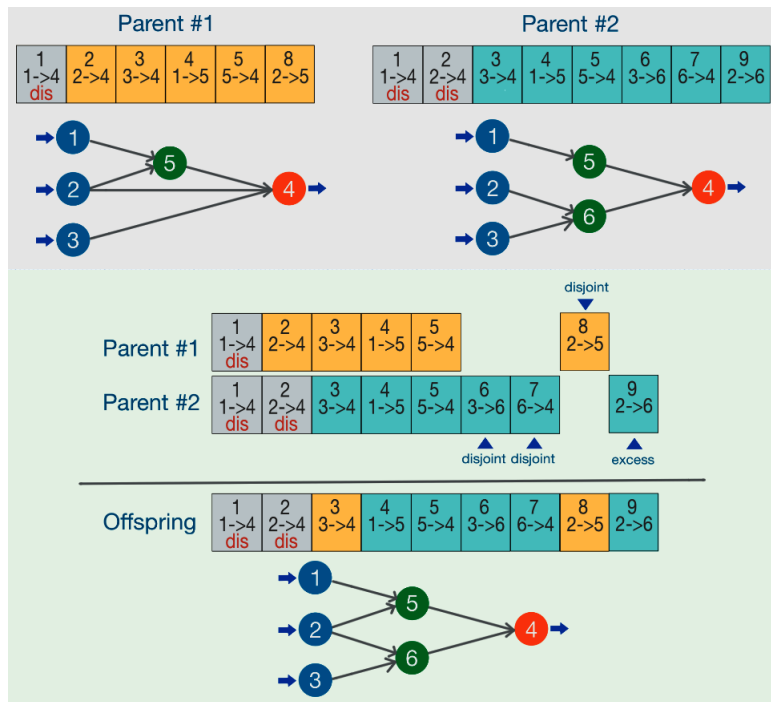 Parent #1
Parent #2
1 2 3 4 5 8
1->4 2->4 3->4 1->5 5->4 2->5
dis
1 2 3 4 5 6 7 9
1->4 2->4 3->4 1->5 5->4 3->6 6->4 2->6
dis dis
1
5
2
4
3
1
5
2
4
6
3
disjoint
Parent #1
1 2 3 4 5 8
1->4 2->4 3->4 1->5 5->4 2->5
dis
Parent #2
1 2 3 4 5 6 7 9
1->4 2->4 3->4 1->5 5->4 3->6 6->4 2->6
dis dis
disjoint disjoint excess
Offspring
1 2 3 4 5 6 7 8 9
1->4 2->4 3->4 1->5 5->4 3->6 6->4 2->5 2->6
dis dis
1
5
2
4
6
3